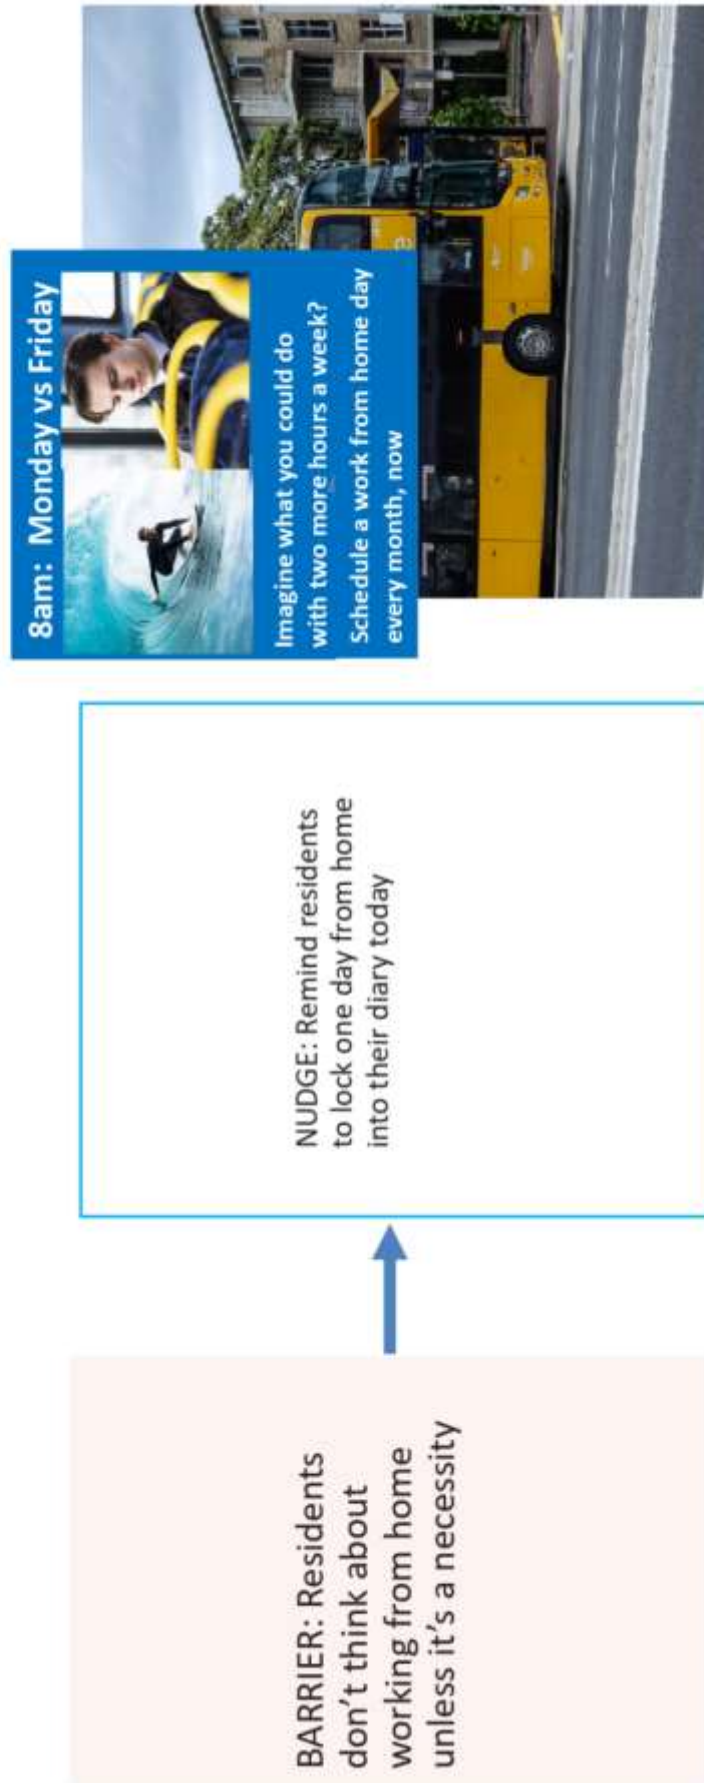 BARRIER: Residents
don't think about
working from home
unless it's a necessity
NUDGE: Remind residents
to lock one day from home
into their diary today
8am:  Monday vs Friday
Imagine what you could do
with two more hours a week?
Schedule a work from home day
every month, now